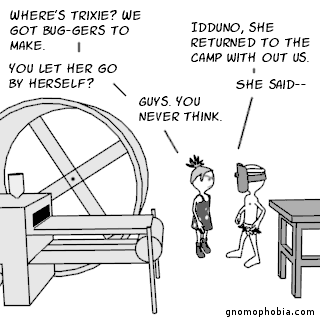 WHERE'S TRIXIE? WE
GOT BUG-GERS TO
MAKE.
IDDUNO, SHE
RETURNED TO THE
CAMP WITH OUT US.
YOU LET HER GO
BY HERSELF?
SHE SAID--
GUYS. YOU
NEVER THINK.
gnomophobia.com